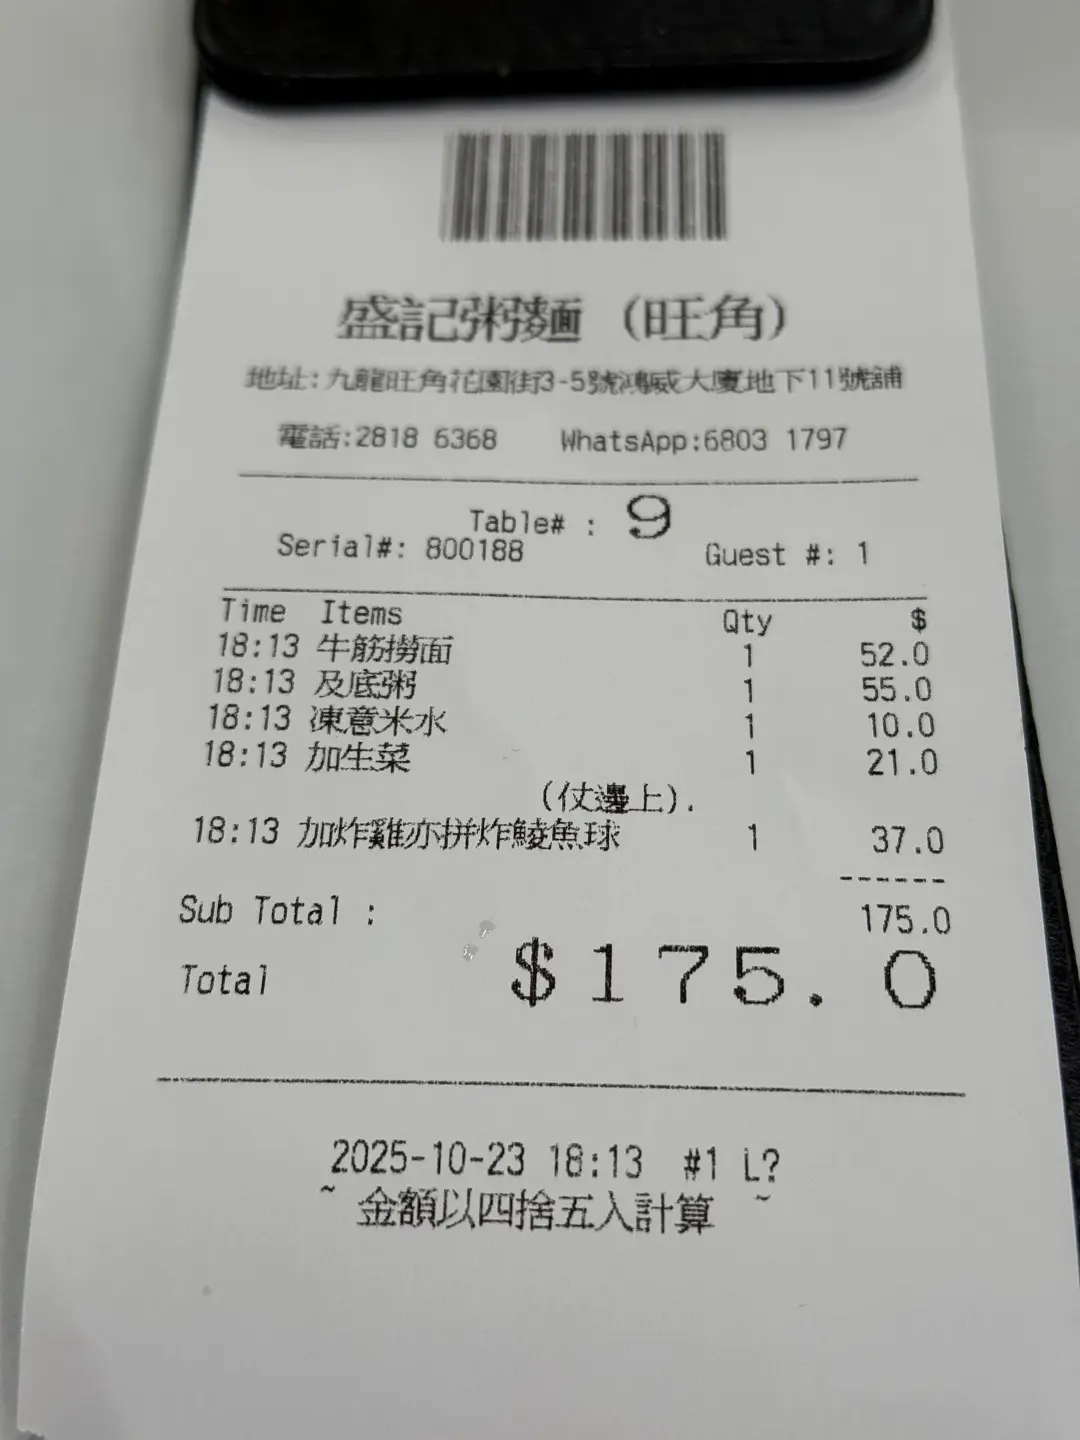 盛記粥麵 (旺角)
地址:九龍旺角花園街3-5號鴻威大廈地下11號舖
電話:2818 6368 WhatsApp:6803 1797
Table# : 9
Serial#: 800188 Guest #: 1
Time Items Qty $
18:13 牛筋撈面 1 52.0
18:13 及底粥 1 55.0
18:13 凍意米水 1 10.0
18:13 加生菜 1 21.0
(仗邊上).
18:13 加炸雞亦拼炸鯪魚球 1 37.0
------
Sub Total : 175.0
Total $175.0
2025-10-23 18:13 #1 L?
~ 金額以四捨五入計算 ~